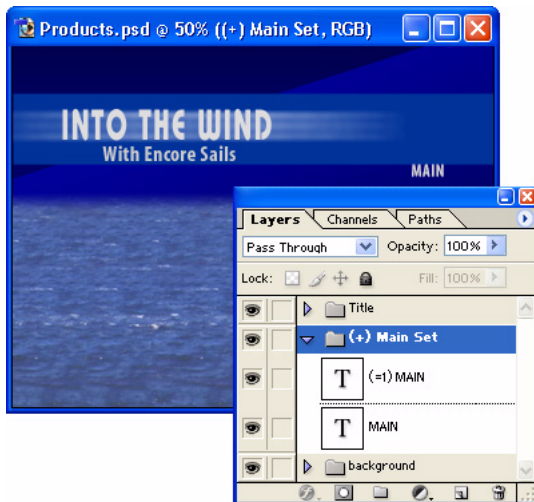 Products.psd @ 50% ((+) Main Set, RGB)
INTO THE WIND
With Encore Sails
MAIN
Layers Channels Paths
Pass Through Opacity: 100%
Lock: Fill: 100%
Title
(+) Main Set
T (=1) MAIN
T MAIN
background